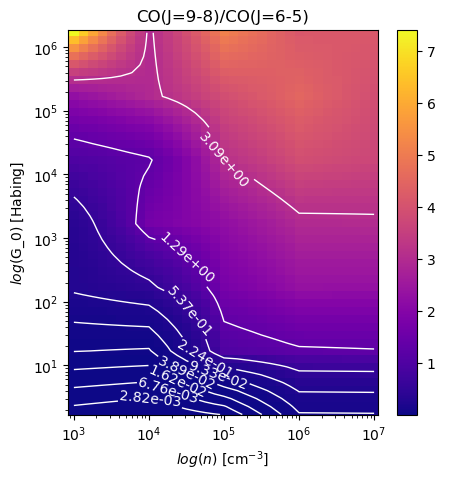 CO(J=9-8)/CO(J=6-5)
10^6
10^5
10^4
10^3
10^2
10^1
log(G_0) [Habing]
3.09e+00
1.29e+00
5.37e-01
2.24e-01
9.33e-02
3.89e-02
1.62e-02
6.76e-03
2.82e-03
10^3
10^4
10^5
10^6
10^7
log(n) [cm^-3]
7
6
5
4
3
2
1